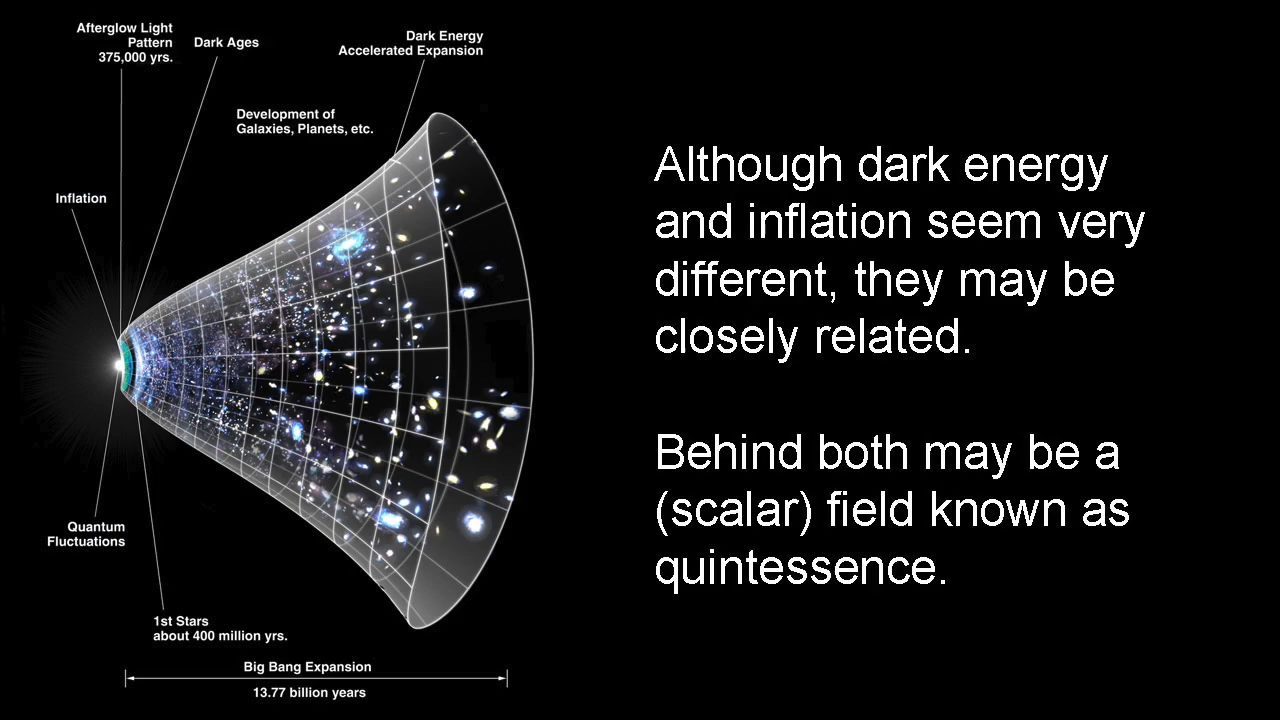 Afterglow Light
Pattern
375,000 yrs.
Dark Ages
Dark Energy
Accelerated Expansion
Development of
Galaxies, Planets, etc.
Inflation
Quantum
Fluctuations
1st Stars
about 400 million yrs.
Big Bang Expansion
13.77 billion years
Although dark energy
and inflation seem very
different, they may be
closely related.
Behind both may be a
(scalar) field known as
quintessence.